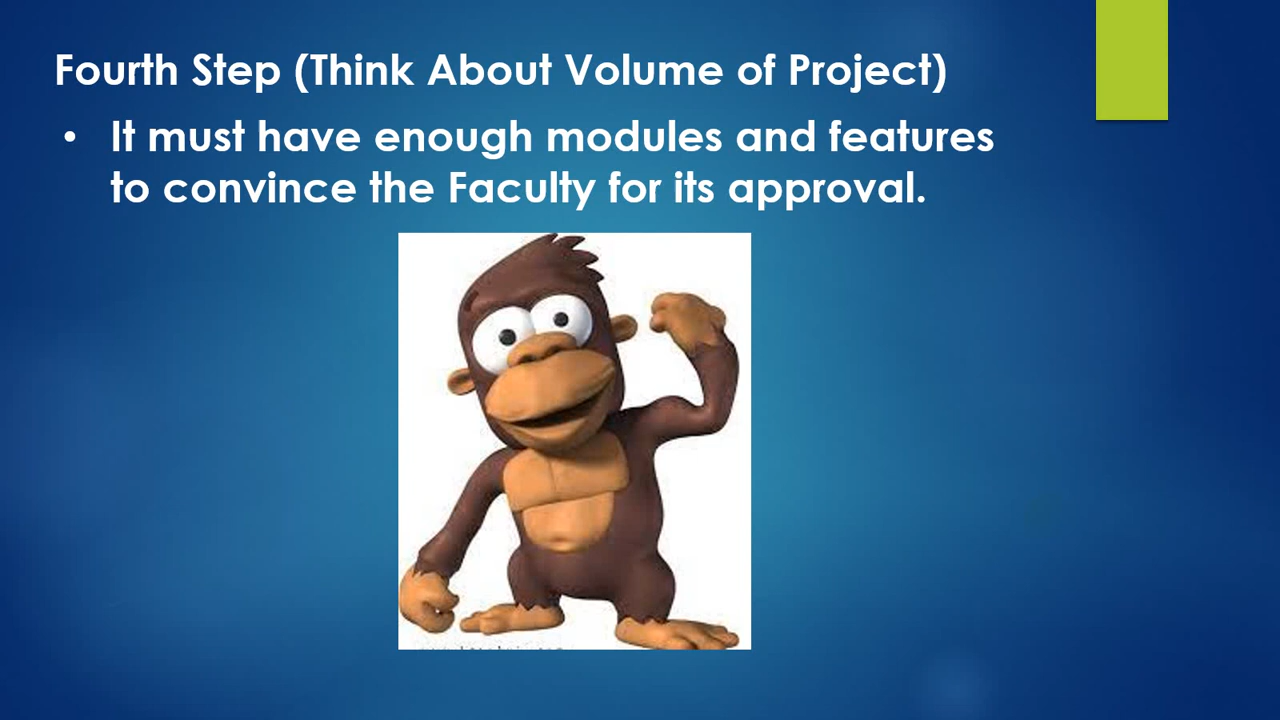 Fourth Step (Think About Volume of Project)
• It must have enough modules and features
to convince the Faculty for its approval.